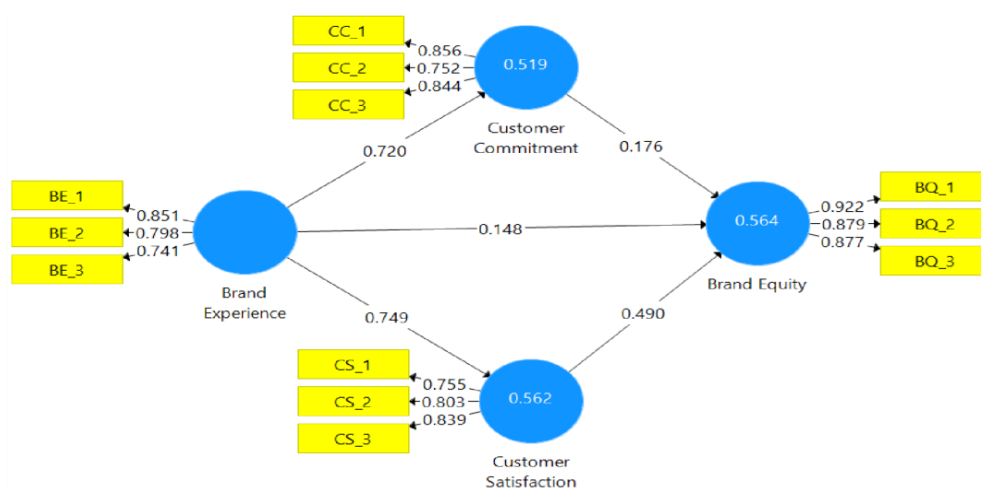 CC_1
CC_2
CC_3
0.856
0.752
0.844
0.519
Customer
Commitment
0.720
0.176
BE_1
BE_2
BE_3
0.851
0.798
0.741
Brand
Experience
0.148
0.564
Brand Equity
0.922
0.879
0.877
BQ_1
BQ_2
BQ_3
0.749
0.490
CS_1
CS_2
CS_3
0.755
0.803
0.839
0.562
Customer
Satisfaction